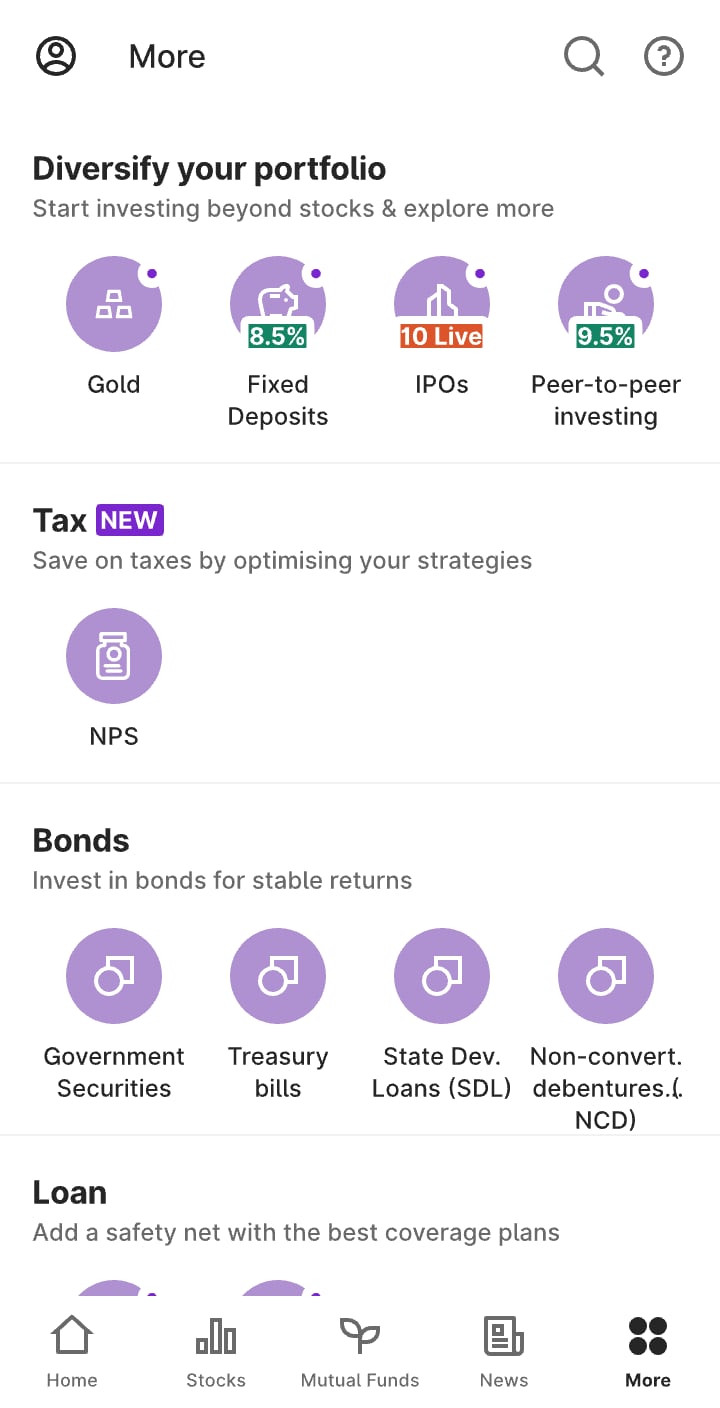 More
Diversify your portfolio
Start investing beyond stocks & explore more
8.5%
10 Live
9.5%
Gold
Fixed
Deposits
IPOs
Peer-to-peer
investing
Tax NEW
Save on taxes by optimising your strategies
NPS
Bonds
Invest in bonds for stable returns
Government
Securities
Treasury
bills
State Dev.
Loans (SDL)
Non-convert.
debentures.(.
NCD)
Loan
Add a safety net with the best coverage plans
Home
Stocks
Mutual Funds
News
More